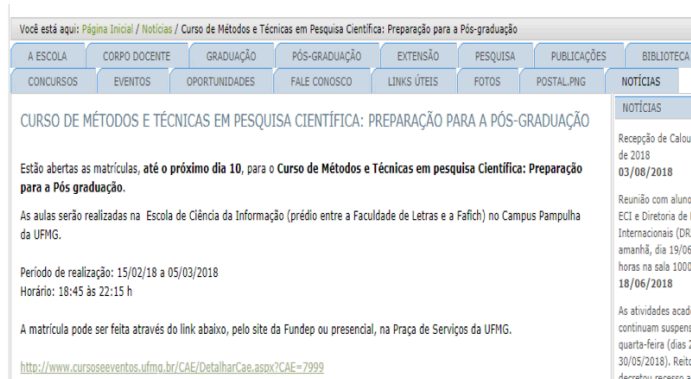 Você está aqui: Página Inicial / Notícias / Curso de Métodos e Técnicas em Pesquisa Científica: Preparação para a Pós-graduação
A ESCOLA CORPO DOCENTE GRADUAÇÃO PÓS-GRADUAÇÃO EXTENSÃO PESQUISA PUBLICAÇÕES BIBLIOTECA
CONCURSOS EVENTOS OPORTUNIDADES FALE CONOSCO LINKS ÚTEIS FOTOS POSTAL.PNG NOTÍCIAS
CURSO DE MÉTODOS E TÉCNICAS EM PESQUISA CIENTÍFICA: PREPARAÇÃO PARA A PÓS-GRADUAÇÃO
Estão abertas as matrículas, até o próximo dia 10, para o Curso de Métodos e Técnicas em pesquisa Científica: Preparação
para a Pós graduação.
As aulas serão realizadas na Escola de Ciência da Informação (prédio entre a Faculdade de Letras e a Fafich) no Campus Pampulha
da UFMG.
Período de realização: 15/02/18 a 05/03/2018
Horário: 18:45 às 22:15 h
A matrícula pode ser feita através do link abaixo, pelo site da Fundep ou presencial, na Praça de Serviços da UFMG.
http://www.cursoseeventos.ufmg.br/CAE/DetalharCae.aspx?CAE=7999
NOTÍCIAS
Recepção de Calou
de 2018
03/08/2018
Reunião com aluno
ECI e Diretoria de
Internacionais (DR
amanhã, dia 19/06
horas na sala 1000
18/06/2018
As atividades acad
continuam suspens
quarta-feira (dias 2
30/05/2018). Reito
decretou recesso a